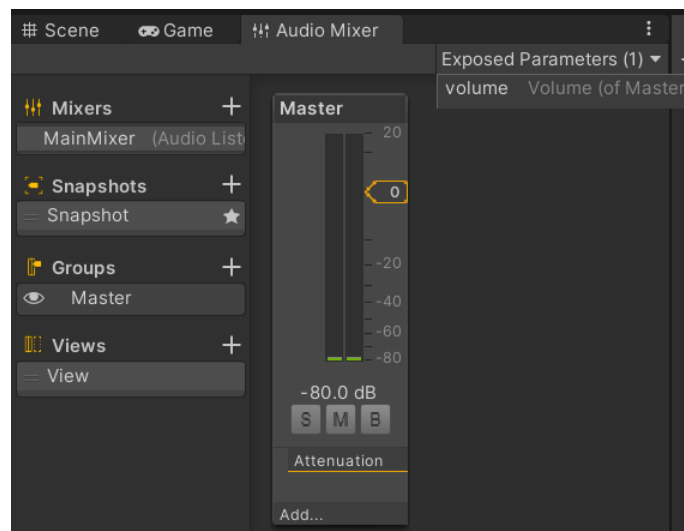 Scene Game Audio Mixer
Exposed Parameters (1)
volume Volume (of Master
Mixers
MainMixer (Audio List
Snapshots
Snapshot
Groups
Master
Views
View
Master
20
0
-20
-40
-60
-80
-80.0 dB
S M B
Attenuation
Add...